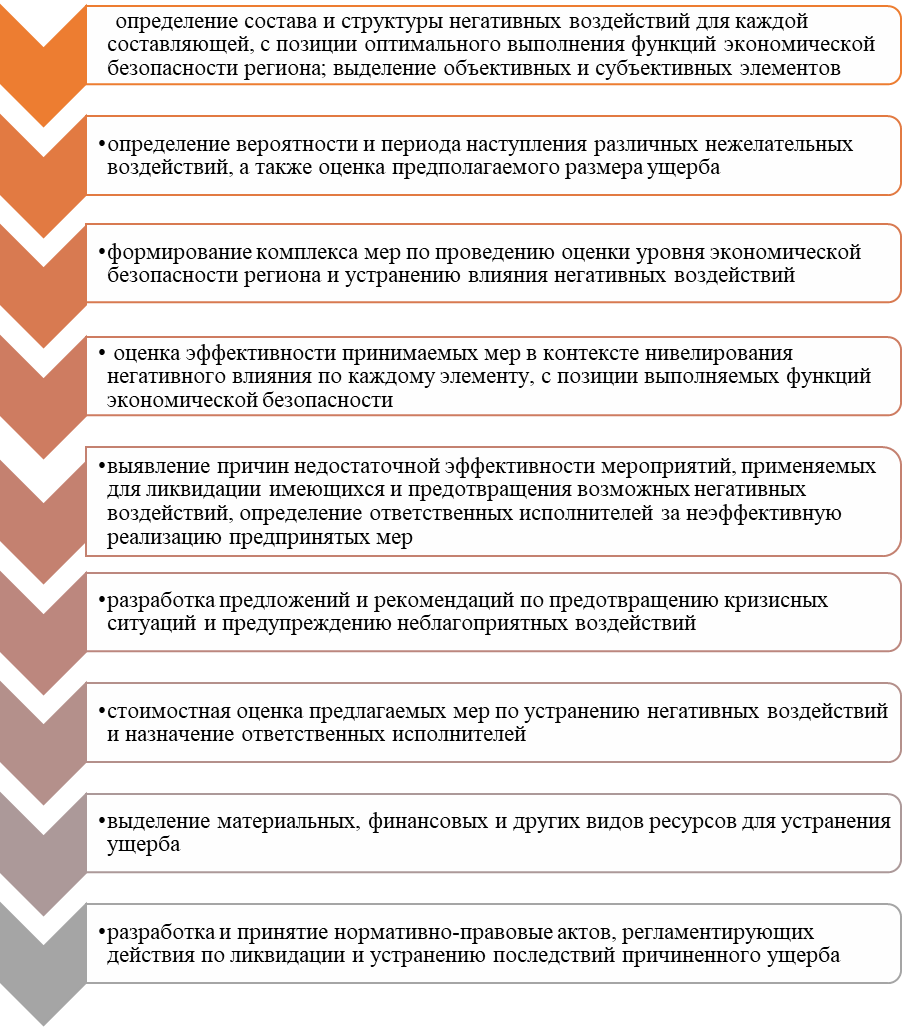 определение состава и структуры негативных воздействий для каждой
составляющей, с позиции оптимального выполнения функций экономической
безопасности региона; выделение объективных и субъективных элементов
•определение вероятности и периода наступления различных нежелательных
воздействий, а также оценка предполагаемого размера ущерба
•формирование комплекса мер по проведению оценки уровня экономической
безопасности региона и устранению влияния негативных воздействий
• оценка эффективности принимаемых мер в контексте нивелирования
негативного влияния по каждому элементу, с позиции выполняемых функций
экономической безопасности
•выявление причин недостаточной эффективности мероприятий, применяемых
для ликвидации имеющихся и предотвращения возможных негативных
воздействий, определение ответственных исполнителей за неэффективную
реализацию предпринятых мер
•разработка предложений и рекомендаций по предотвращению кризисных
ситуаций и предупреждению неблагоприятных воздействий
•стоимостная оценка предлагаемых мер по устранению негативных воздействий
и назначение ответственных исполнителей
•выделение материальных, финансовых и других видов ресурсов для устранения
ущерба
•разработка и принятие нормативно-правовые актов, регламентирующих
действия по ликвидации и устранению последствий причиненного ущерба